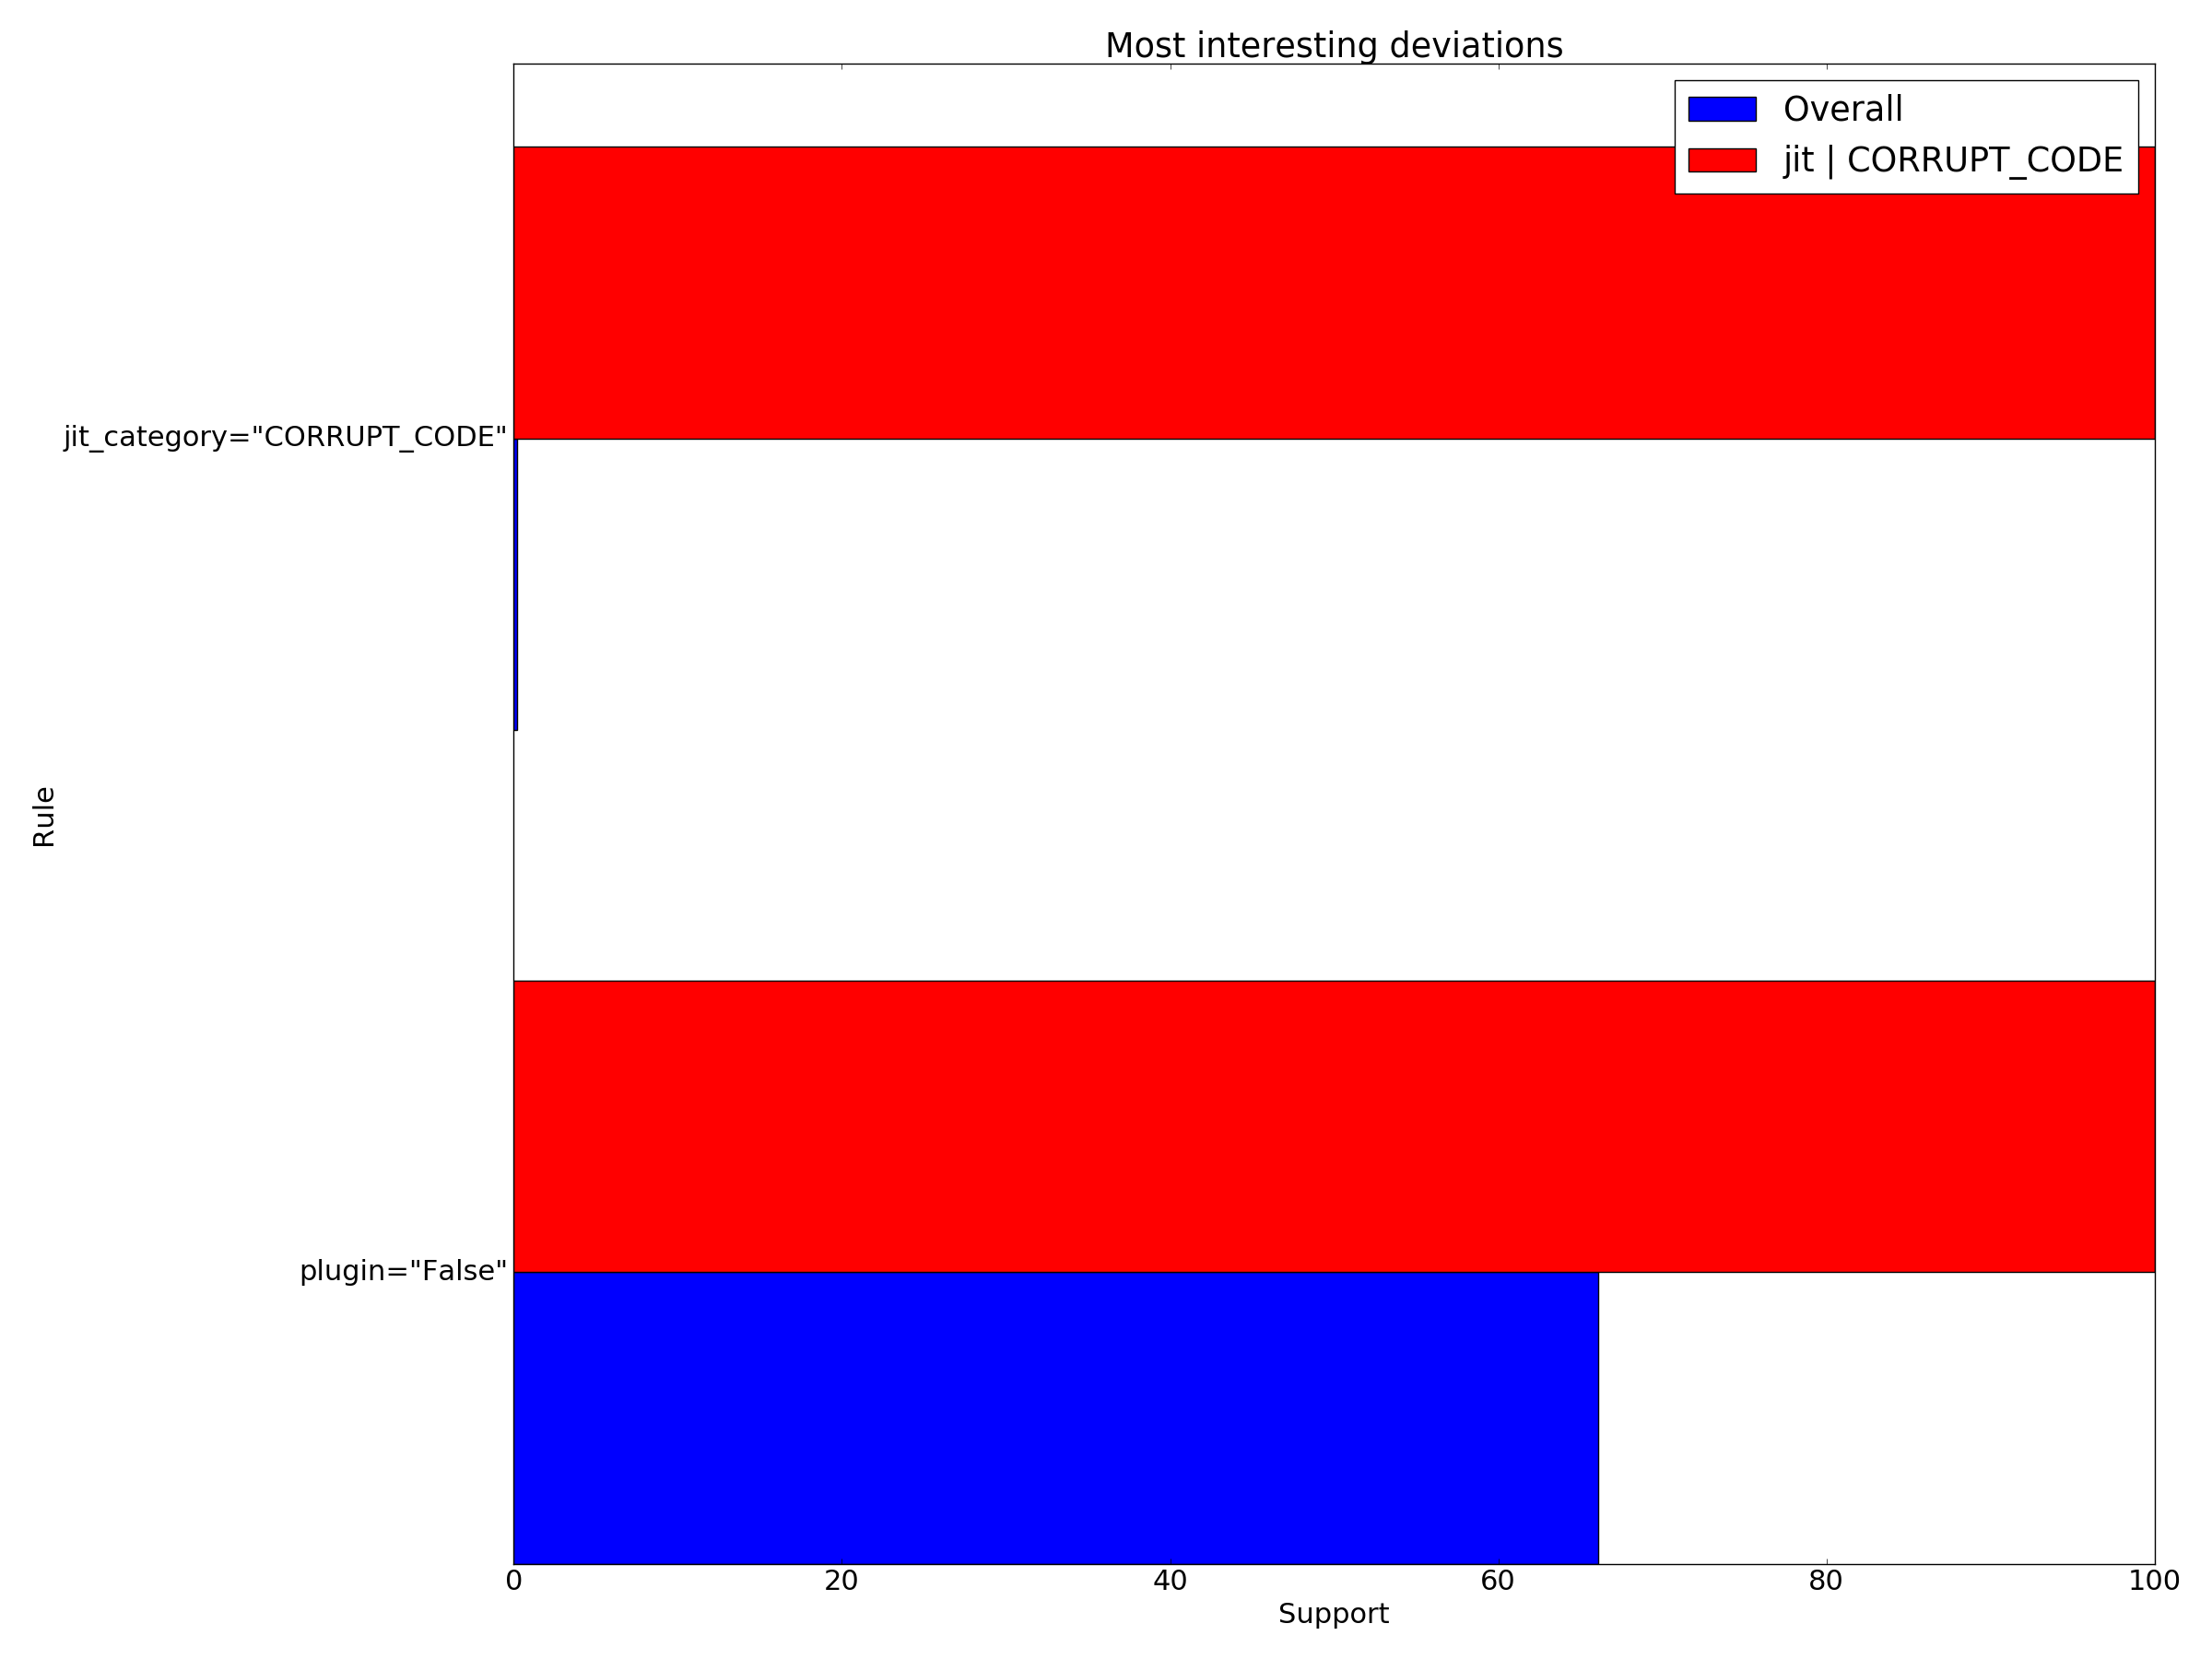 Most interesting deviations
Overall
jit | CORRUPT_CODE
jit_category="CORRUPT_CODE"
Rule
plugin="False"
0 20 40 60 80 100
Support